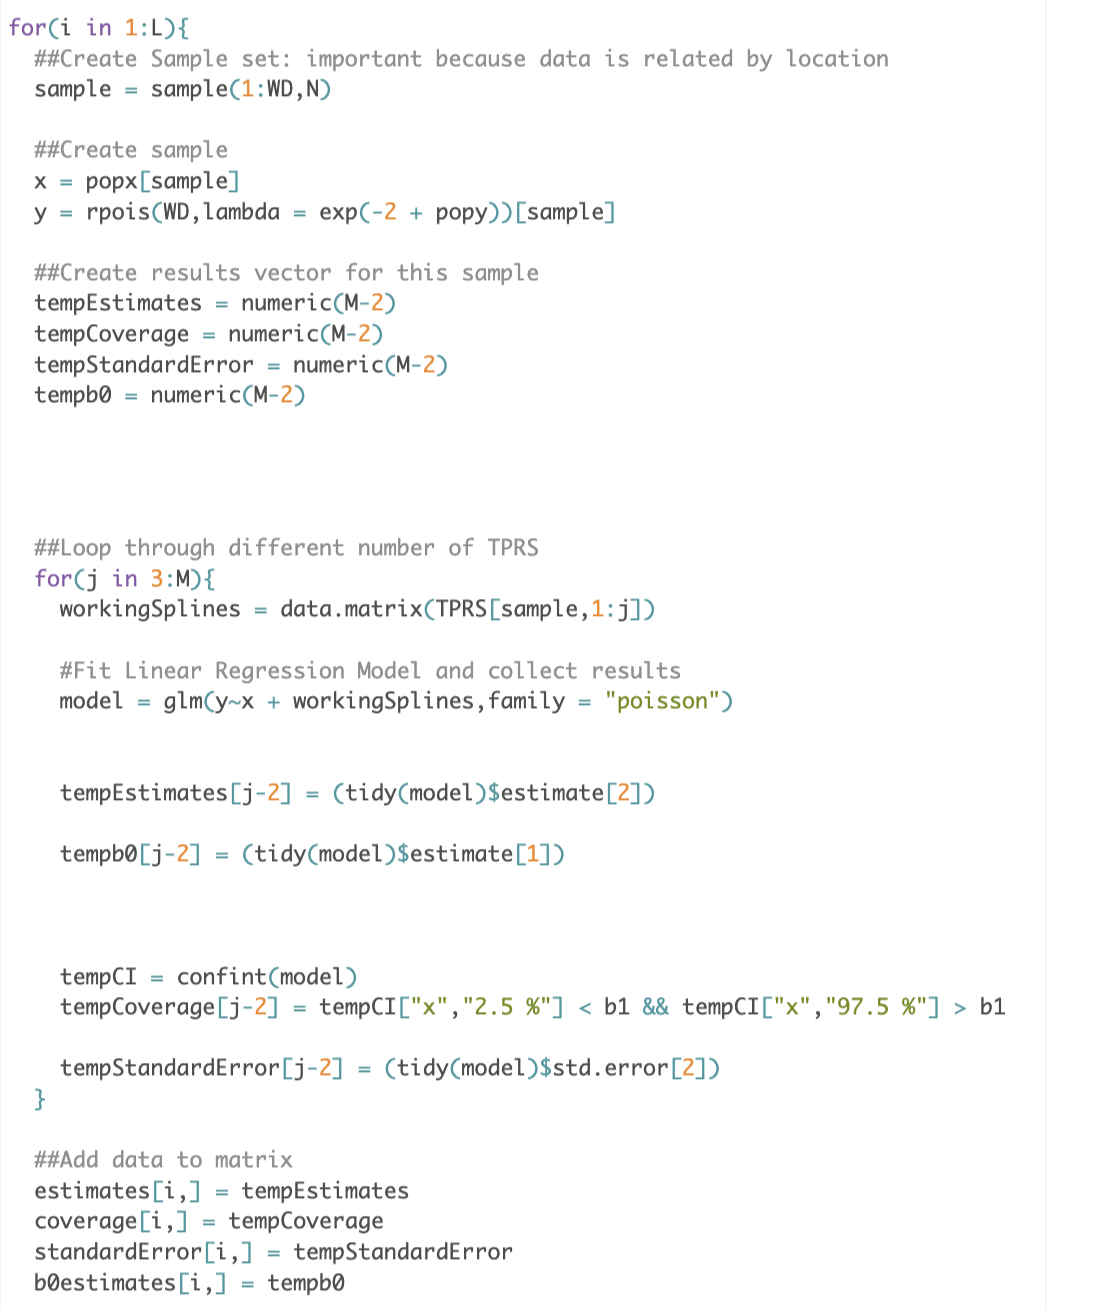 for(i in 1:L){
##Create Sample set: important because data is related by location
sample = sample(1:WD,N)
##Create sample
x = popx[sample]
y = rpois(WD,lambda = exp(-2 + popy))[sample]
##Create results vector for this sample
tempEstimates = numeric(M-2)
tempCoverage = numeric(M-2)
tempStandardError = numeric(M-2)
tempb0 = numeric(M-2)
##Loop through different number of TPRS
for(j in 3:M){
workingSplines = data.matrix(TPRS[sample,1:j])
#Fit Linear Regression Model and collect results
model = glm(y~x + workingSplines,family = "poisson")
tempEstimates[j-2] = (tidy(model)$estimate[2])
tempb0[j-2] = (tidy(model)$estimate[1])
tempCI = confint(model)
tempCoverage[j-2] = tempCI["x","2.5 %"] < b1 && tempCI["x","97.5 %"] > b1
tempStandardError[j-2] = (tidy(model)$std.error[2])
}
##Add data to matrix
estimates[i,] = tempEstimates
coverage[i,] = tempCoverage
standardError[i,] = tempStandardError
b0estimates[i,] = tempb0